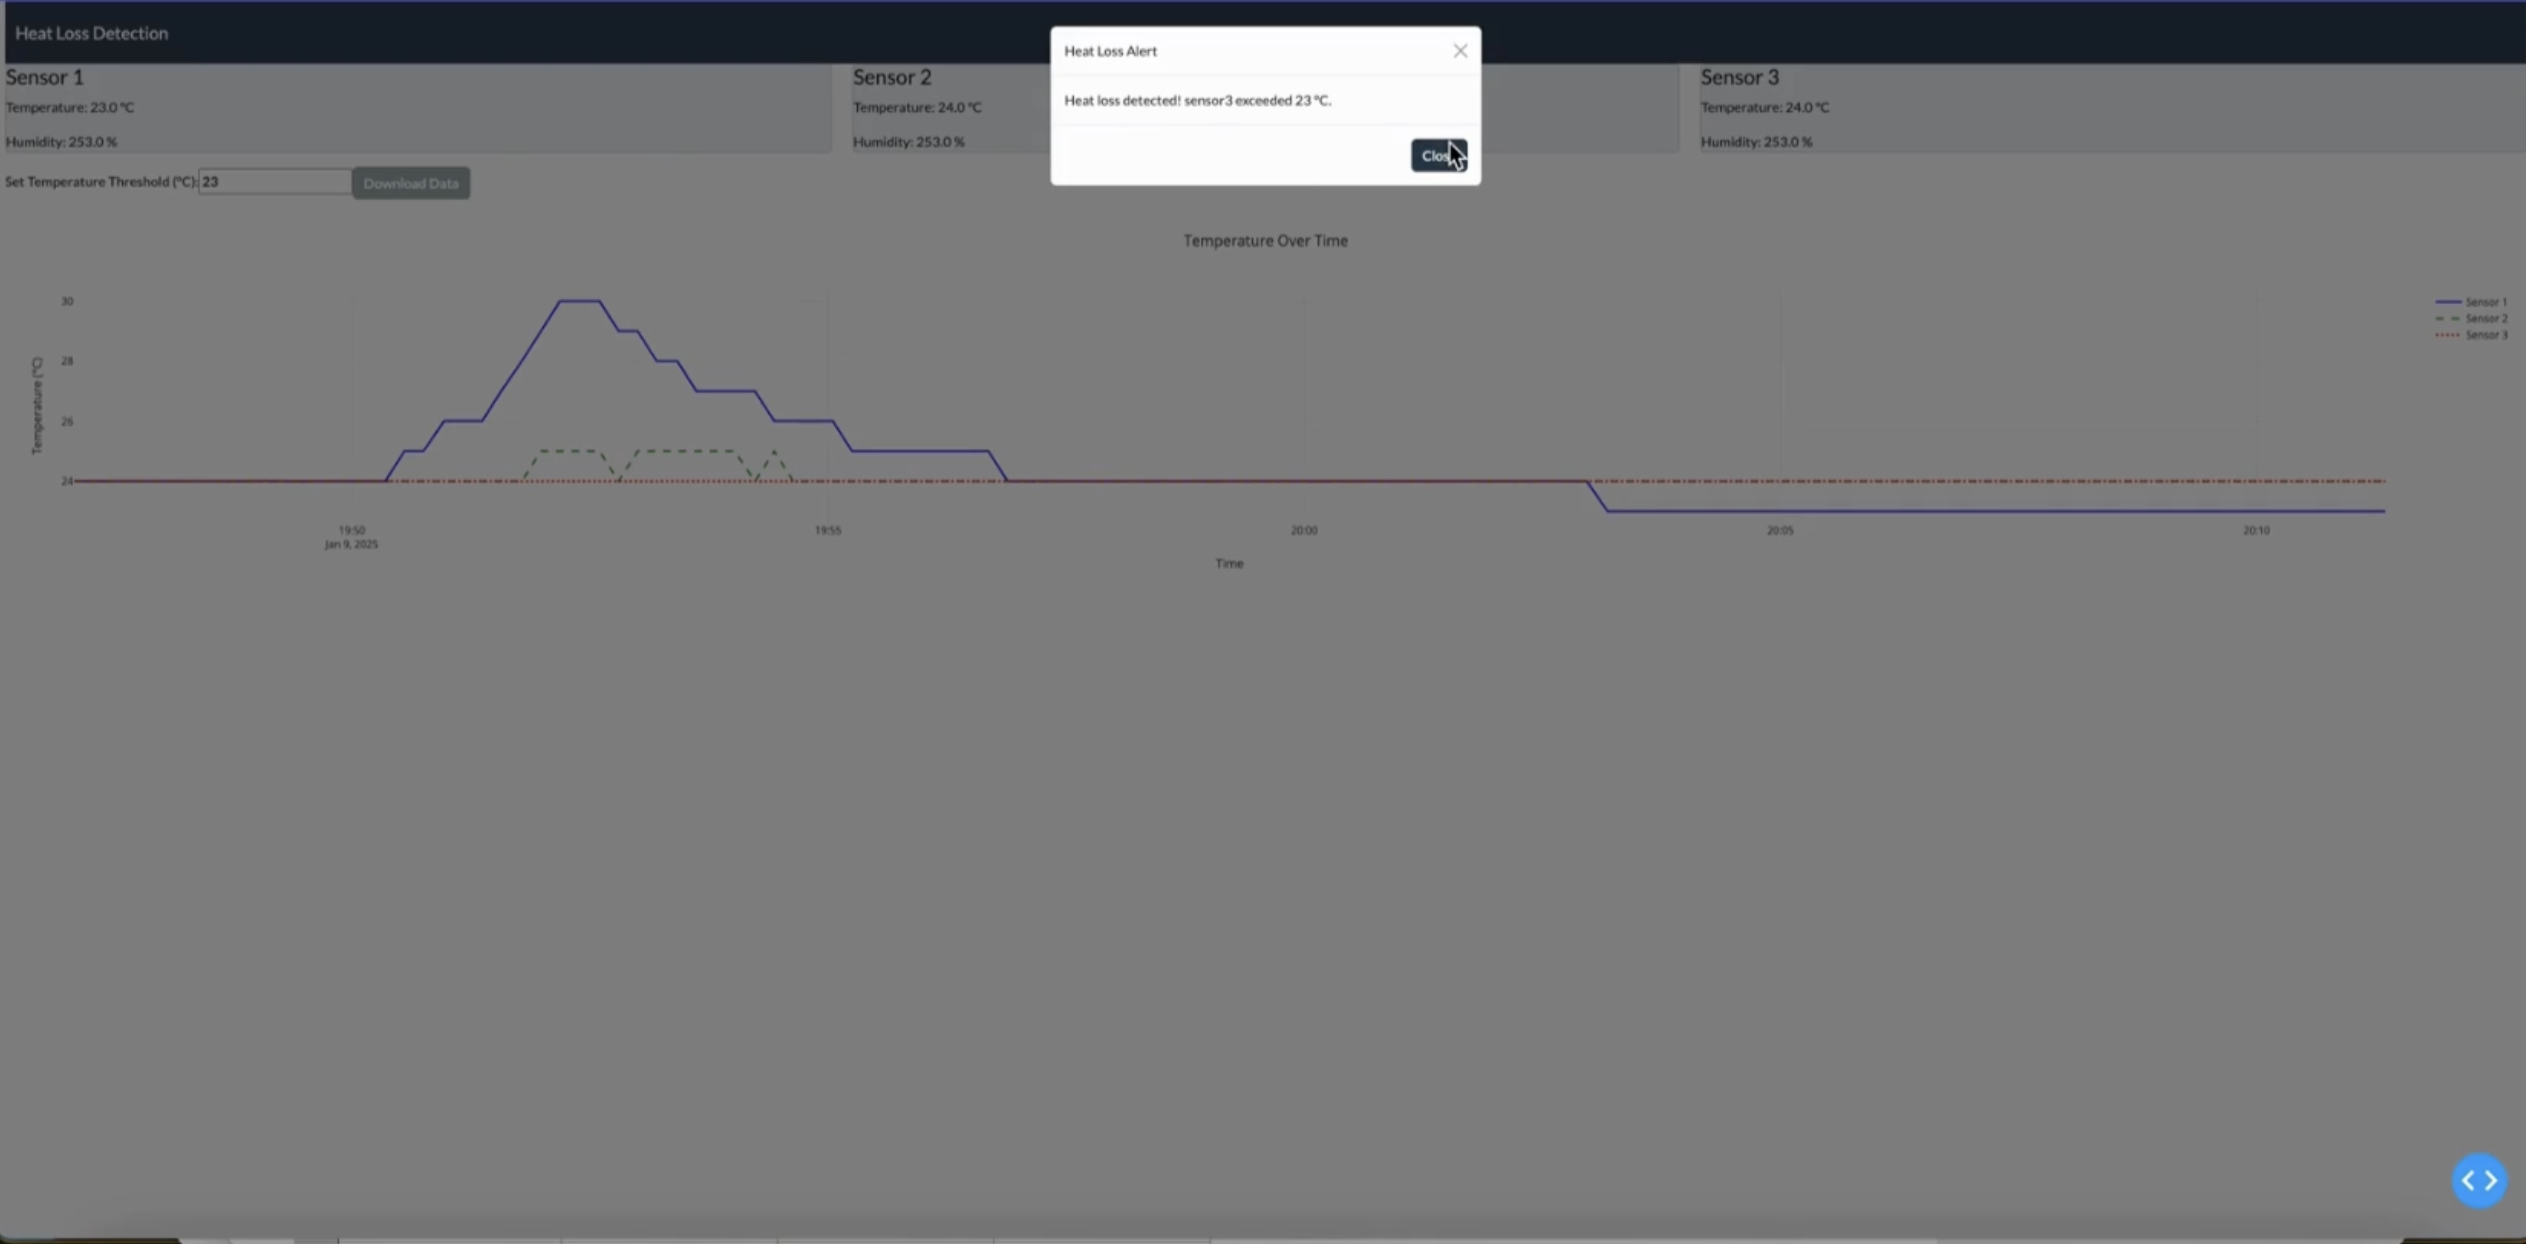 Heat Loss Detection
Heat Loss Alert
Heat loss detected! sensor3 exceeded 23 °C.
Sensor 1
Temperature: 23.0 °C
Humidity: 253.0 %
Sensor 2
Temperature: 24.0 °C
Humidity: 253.0 %
Sensor 3
Temperature: 24.0 °C
Humidity: 253.0 %
Set Temperature Threshold (°C): 23
Download Data
Temperature Over Time
Temperature (°C)
30
28
26
24
19:50
Jan 9, 2025
19:55
20:00
20:05
20:10
Time
Sensor 1
Sensor 2
Sensor 3